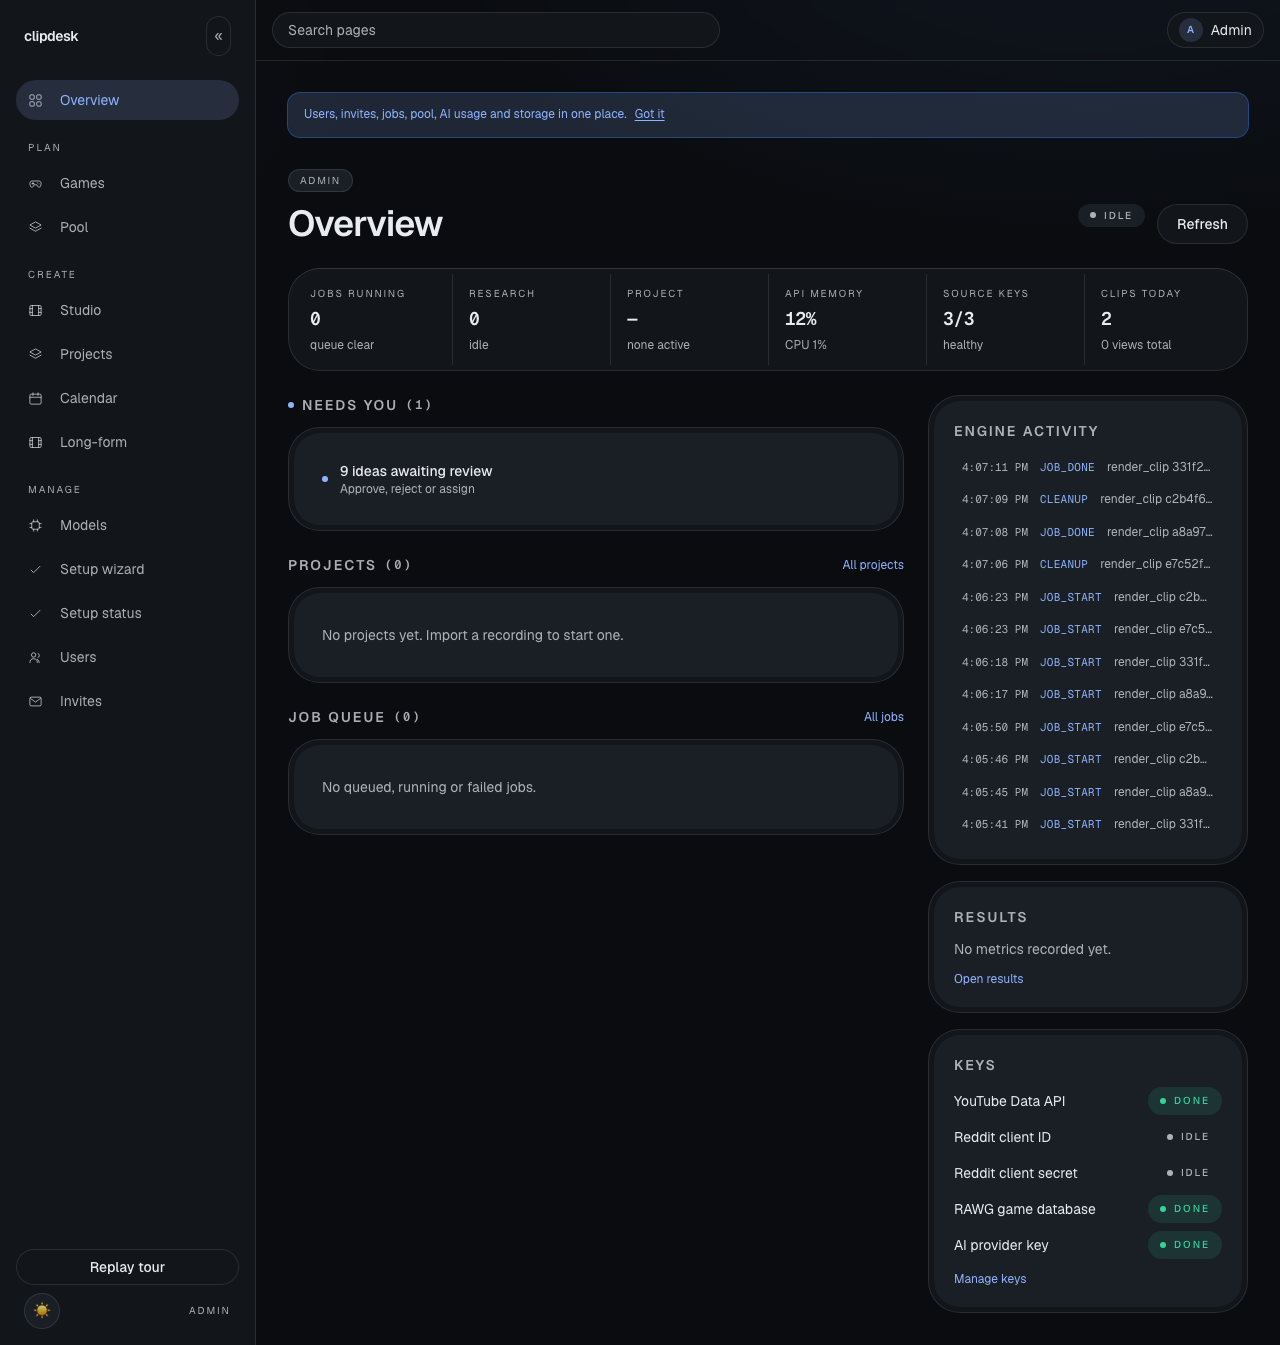 clipdesk
«
Overview
PLAN
Games
Pool
CREATE
Studio
Projects
Calendar
Long-form
MANAGE
Models
Setup wizard
Setup status
Users
Invites
Replay tour
ADMIN
Search pages
A Admin
Users, invites, jobs, pool, AI usage and storage in one place. Got it
ADMIN
Overview
IDLE
Refresh
JOBS RUNNING
0
queue clear
RESEARCH
0
idle
PROJECT
—
none active
API MEMORY
12%
CPU 1%
SOURCE KEYS
3/3
healthy
CLIPS TODAY
2
0 views total
NEEDS YOU (1)
9 ideas awaiting review
Approve, reject or assign
PROJECTS (0)
All projects
No projects yet. Import a recording to start one.
JOB QUEUE (0)
All jobs
No queued, running or failed jobs.
ENGINE ACTIVITY
4:07:11 PM JOB_DONE render_clip 331f2…
4:07:09 PM CLEANUP render_clip c2b4f6…
4:07:08 PM JOB_DONE render_clip a8a97…
4:07:06 PM CLEANUP render_clip e7c52f…
4:06:23 PM JOB_START render_clip c2b…
4:06:23 PM JOB_START render_clip e7c5…
4:06:18 PM JOB_START render_clip 331f…
4:06:17 PM JOB_START render_clip a8a9…
4:05:50 PM JOB_START render_clip e7c5…
4:05:46 PM JOB_START render_clip c2b…
4:05:45 PM JOB_START render_clip a8a9…
4:05:41 PM JOB_START render_clip 331f…
RESULTS
No metrics recorded yet.
Open results
KEYS
YouTube Data API DONE
Reddit client ID IDLE
Reddit client secret IDLE
RAWG game database DONE
AI provider key DONE
Manage keys